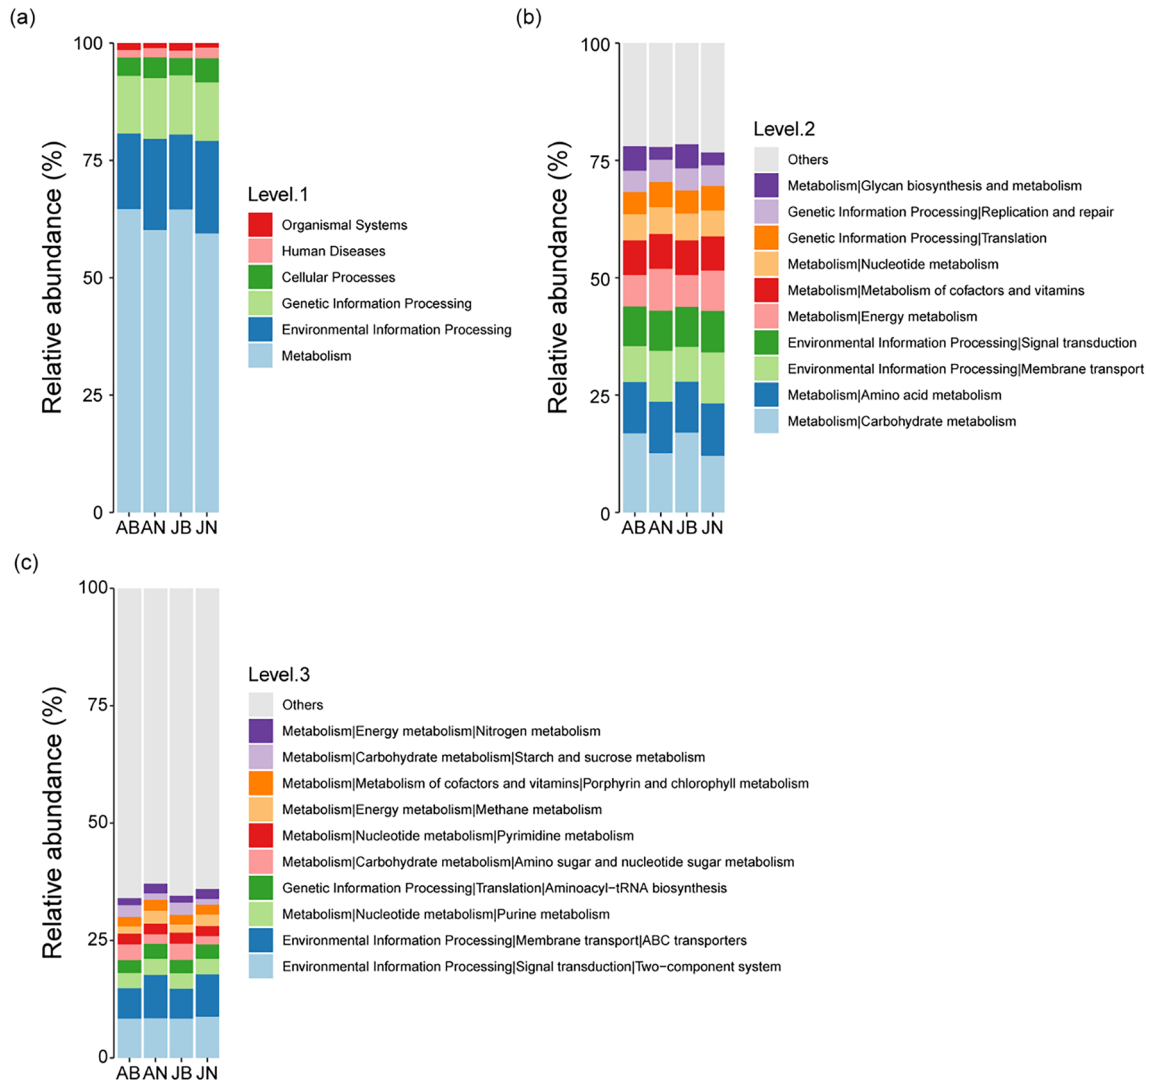 (a)
Relative abundance (%)
100
75
50
25
0
AB AN JB JN
Level.1
Organismal Systems
Human Diseases
Cellular Processes
Genetic Information Processing
Environmental Information Processing
Metabolism
(b)
Relative abundance (%)
100
75
50
25
0
AB AN JB JN
Level.2
Others
Metabolism|Glycan biosynthesis and metabolism
Genetic Information Processing|Replication and repair
Genetic Information Processing|Translation
Metabolism|Nucleotide metabolism
Metabolism|Metabolism of cofactors and vitamins
Metabolism|Energy metabolism
Environmental Information Processing|Signal transduction
Environmental Information Processing|Membrane transport
Metabolism|Amino acid metabolism
Metabolism|Carbohydrate metabolism
(c)
Relative abundance (%)
100
75
50
25
0
AB AN JB JN
Level.3
Others
Metabolism|Energy metabolism|Nitrogen metabolism
Metabolism|Carbohydrate metabolism|Starch and sucrose metabolism
Metabolism|Metabolism of cofactors and vitamins|Porphyrin and chlorophyll metabolism
Metabolism|Energy metabolism|Methane metabolism
Metabolism|Nucleotide metabolism|Pyrimidine metabolism
Metabolism|Carbohydrate metabolism|Amino sugar and nucleotide sugar metabolism
Genetic Information Processing|Translation|Aminoacyl−tRNA biosynthesis
Metabolism|Nucleotide metabolism|Purine metabolism
Environmental Information Processing|Membrane transport|ABC transporters
Environmental Information Processing|Signal transduction|Two−component system